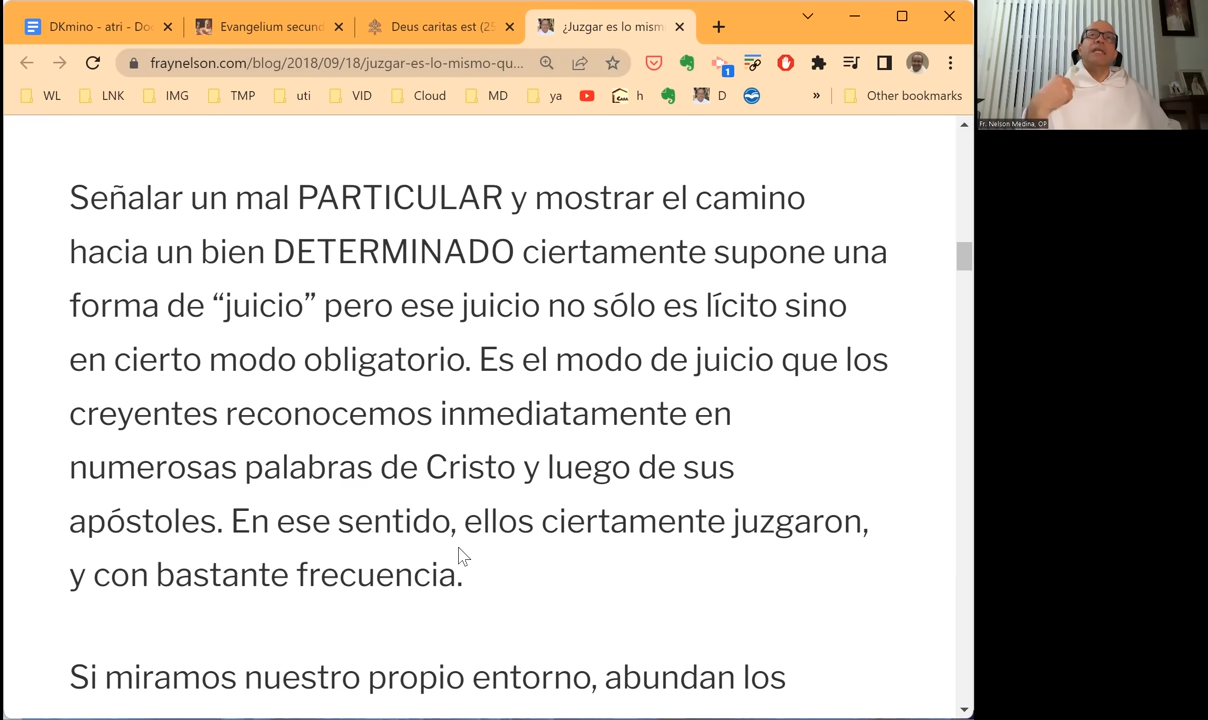 DKmino - atri - Do
Evangelium secun
Deus caritas est (25
¿Juzgar es lo mism
fraynelson.com/blog/2018/09/18/juzgar-es-lo-mismo-qu...
1
WL
LNK
IMG
TMP
uti
VID
Cloud
MD
ya
h
D
»
Other bookmarks
Fr. Nelson Medina, OP
Señalar un mal PARTICULAR y mostrar el camino
hacia un bien DETERMINADO ciertamente supone una
forma de “juicio” pero ese juicio no sólo es lícito sino
en cierto modo obligatorio. Es el modo de juicio que los
creyentes reconocemos inmediatamente en
numerosas palabras de Cristo y luego de sus
apóstoles. En ese sentido, ellos ciertamente juzgaron,
y con bastante frecuencia.
Si miramos nuestro propio entorno, abundan los